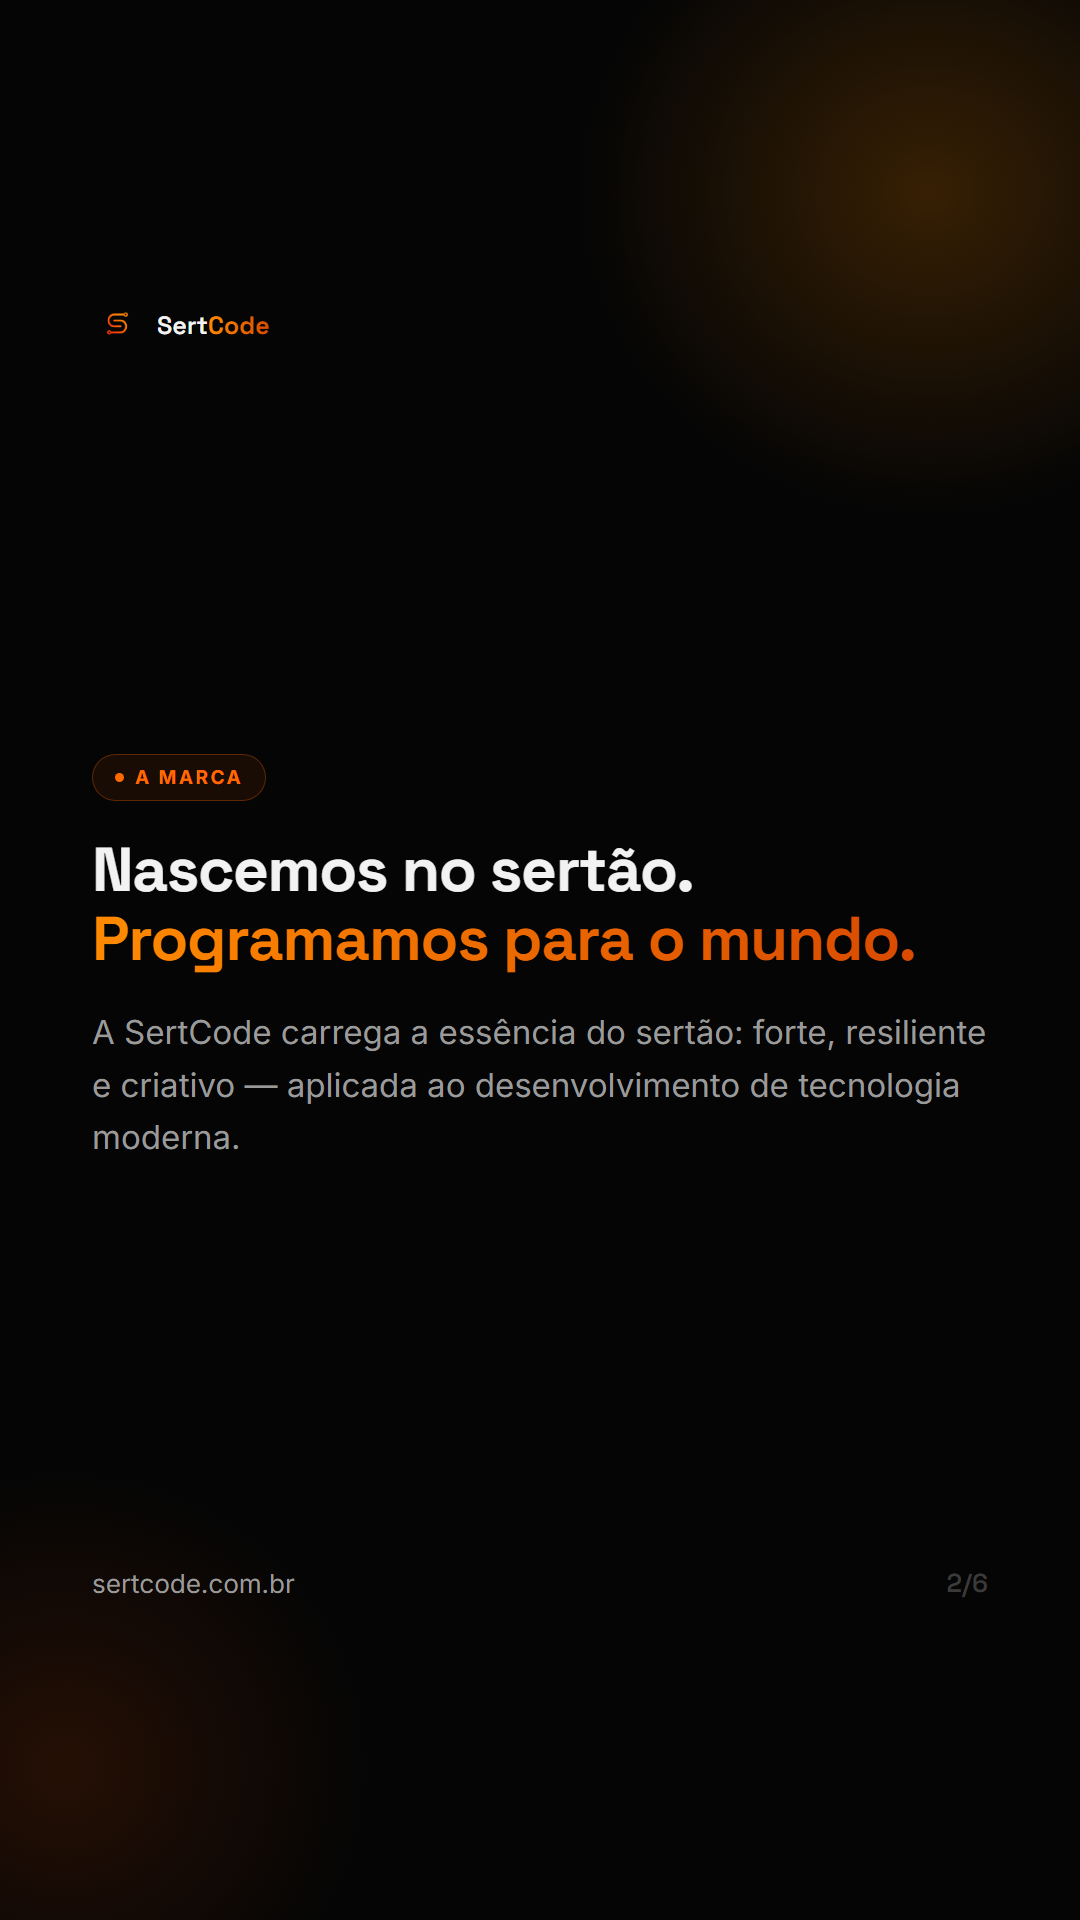 SertCode
A MARCA
Nascemos no sertão.
Programamos para o mundo.
A SertCode carrega a essência do sertão: forte, resiliente
e criativo — aplicada ao desenvolvimento de tecnologia
moderna.
sertcode.com.br
2/6